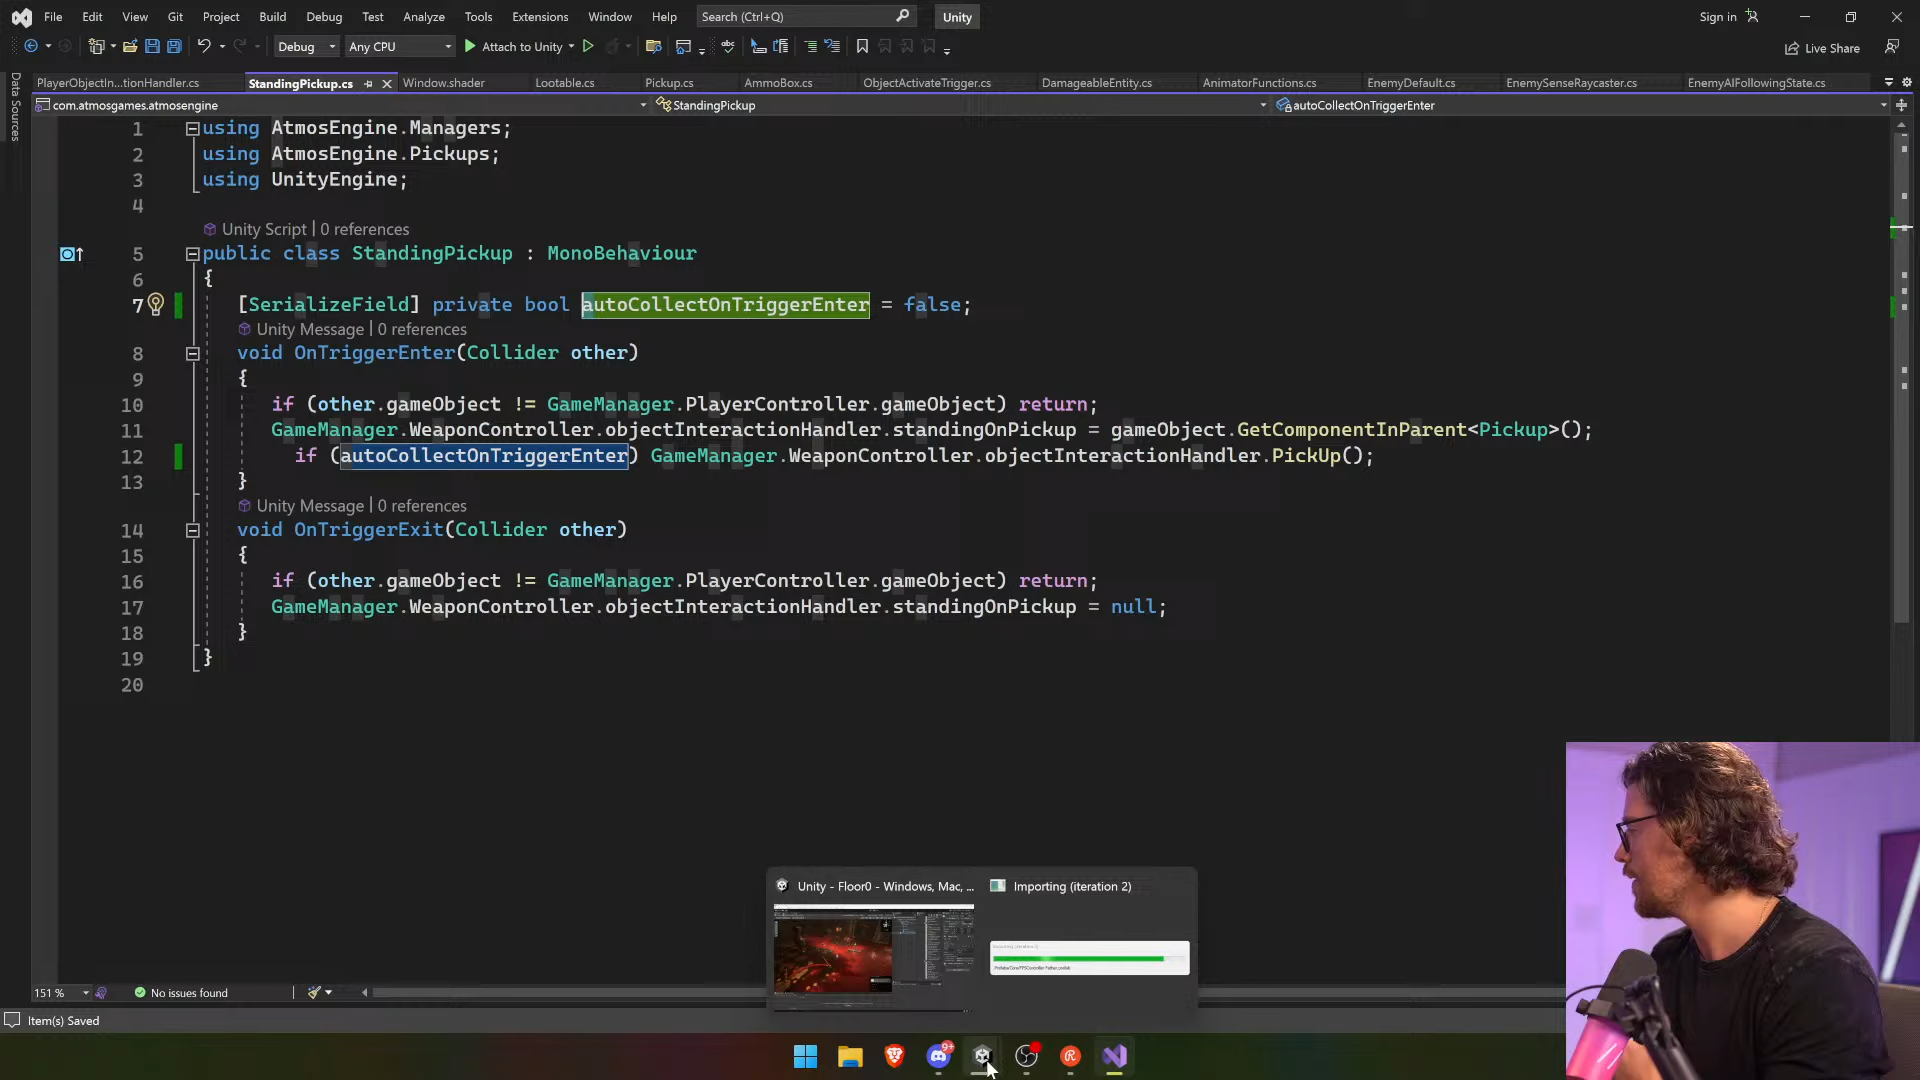 File Edit View Git Project Build Debug Test Analyze Tools Extensions Window Help Search (Ctrl+Q) Unity Sign in
Debug Any CPU Attach to Unity Live Share
Data Sources
PlayerObjectIn...tionHandler.cs StandingPickup.cs Window.shader Lootable.cs Pickup.cs AmmoBox.cs ObjectActivateTrigger.cs DamageableEntity.cs AnimatorFunctions.cs EnemyDefault.cs EnemySenseRaycaster.cs EnemyAIFollowingState.cs
com.atmosgames.atmosengine StandingPickup autoCollectOnTriggerEnter
1 using AtmosEngine.Managers;
2 using AtmosEngine.Pickups;
3 using UnityEngine;
4
Unity Script | 0 references
5 public class StandingPickup : MonoBehaviour
6 {
7 [SerializeField] private bool autoCollectOnTriggerEnter = false;
Unity Message | 0 references
8 void OnTriggerEnter(Collider other)
9 {
10 if (other.gameObject != GameManager.PlayerController.gameObject) return;
11 GameManager.WeaponController.objectInteractionHandler.standingOnPickup = gameObject.GetComponentInParent<Pickup>();
12 if (autoCollectOnTriggerEnter) GameManager.WeaponController.objectInteractionHandler.PickUp();
13 }
Unity Message | 0 references
14 void OnTriggerExit(Collider other)
15 {
16 if (other.gameObject != GameManager.PlayerController.gameObject) return;
17 GameManager.WeaponController.objectInteractionHandler.standingOnPickup = null;
18 }
19 }
20
Unity - Floor0 - Windows, Mac, ... Importing (iteration 2)
151 % No issues found
Item(s) Saved
9+